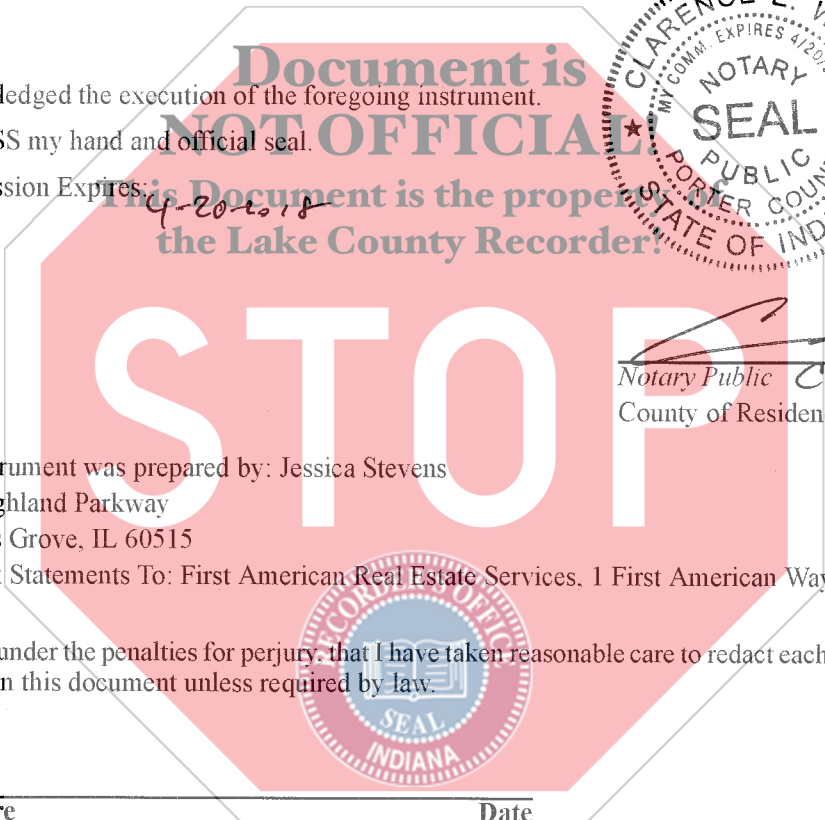 Document is
ledged the execution of the foregoing instrument.
NOT OFFICIAL!
SS my hand and official seal.
ssion Expires: 4-20-2018
This Document is the property of
the Lake County Recorder!
CLARENCE
MY COMM. EXPIRES 4/20/
NOTARY
SEAL
PUBLIC
PORTER COUN
STATE OF INDI
STOP
Notary Public
County of Residen
rument was prepared by: Jessica Stevens
ghland Parkway
s Grove, IL 60515
Statements To: First American Real Estate Services, 1 First American Way
under the penalties for perjury, that I have taken reasonable care to redact each
n this document unless required by law.
RECORDER'S OFFICE
SEAL
INDIANA
re Date